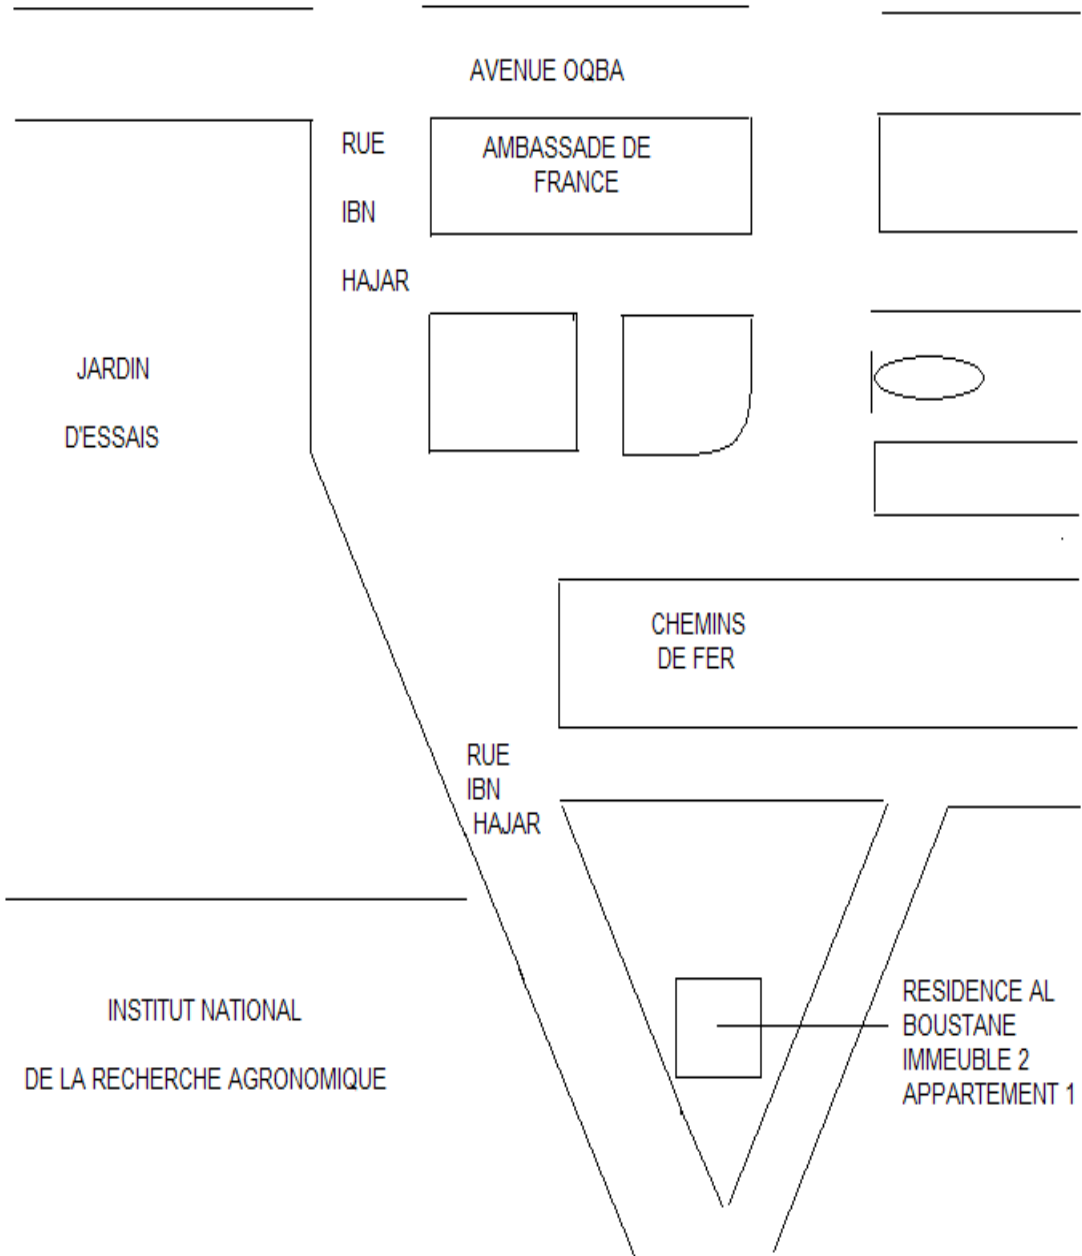 AVENUE OQBA
RUE
IBN
HAJAR
AMBASSADE DE
FRANCE
JARDIN
D'ESSAIS
CHEMINS
DE FER
RUE
IBN
HAJAR
INSTITUT NATIONAL
DE LA RECHERCHE AGRONOMIQUE
RESIDENCE AL
BOUSTANE
IMMEUBLE 2
APPARTEMENT 1